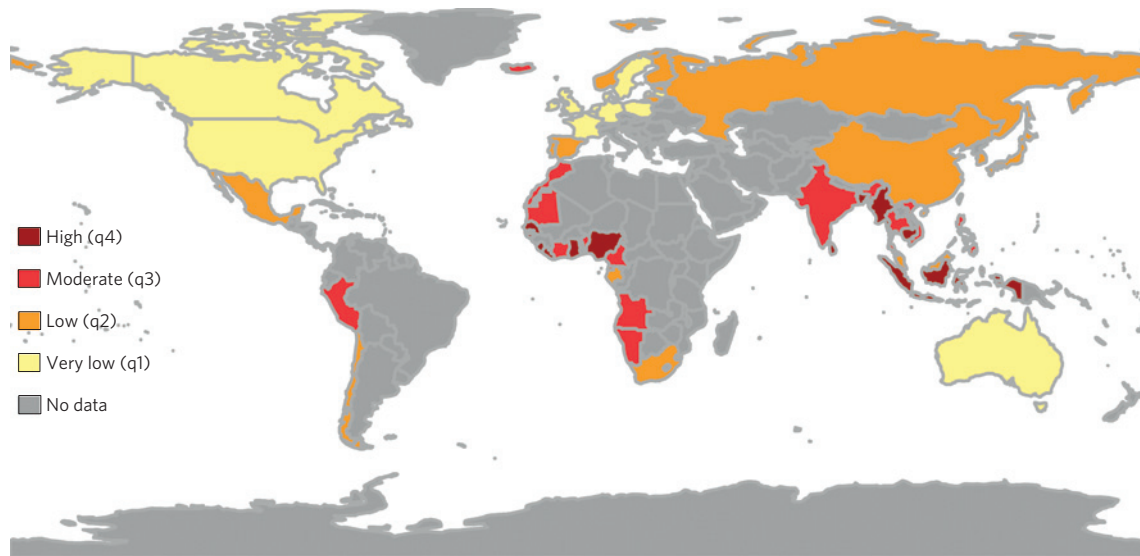 High (q4)
Moderate (q3)
Low (q2)
Very low (q1)
No data